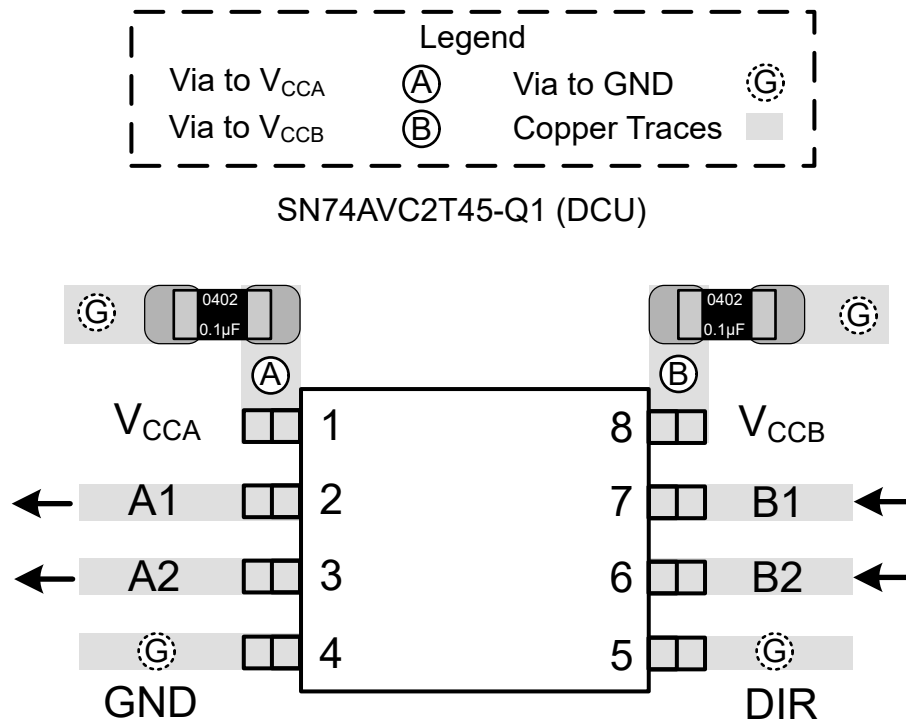 Legend
Via to VCCA A Via to GND G
Via to VCCB B Copper Traces
SN74AVC2T45-Q1 (DCU)
G 0402 0.1µF 0402 0.1µF G
A B
VCCA 1 8 VCCB
A1 2 7 B1
A2 3 6 B2
G 4 5 G
GND DIR